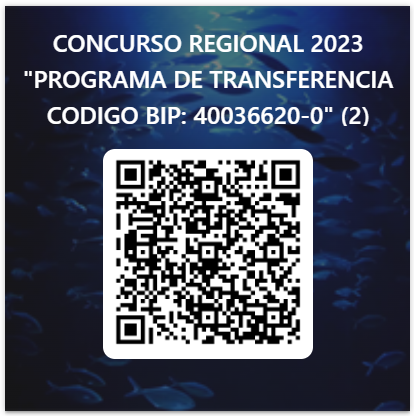 CONCURSO REGIONAL 2023
"PROGRAMA DE TRANSFERENCIA
CODIGO BIP: 40036620-0" (2)